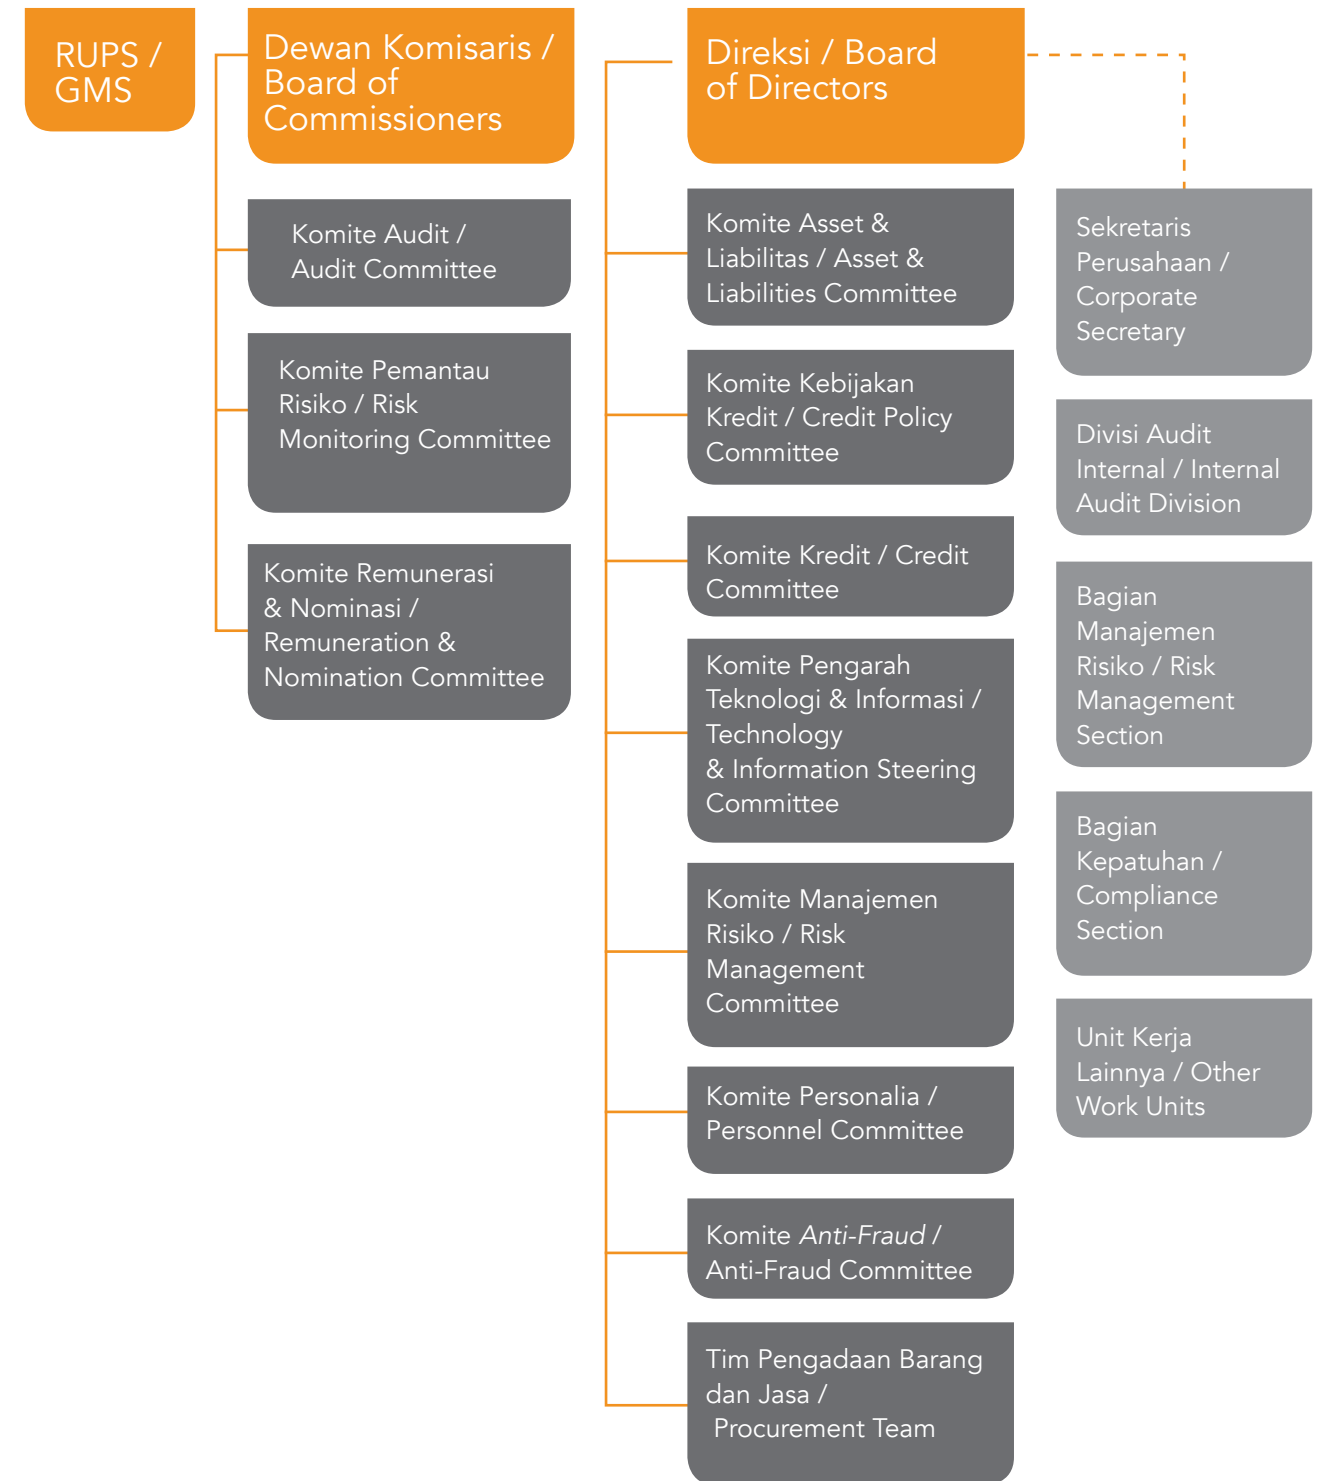 RUPS /
GMS
Dewan Komisaris /
Board of
Commissioners
Komite Audit /
Audit Committee
Komite Pemantau
Risiko / Risk
Monitoring Committee
Komite Remunerasi
& Nominasi /
Remuneration &
Nomination Committee
Direksi / Board
of Directors
Komite Asset &
Liabilitas / Asset &
Liabilities Committee
Komite Kebijakan
Kredit / Credit Policy
Committee
Komite Kredit / Credit
Committee
Komite Pengarah
Teknologi & Informasi /
Technology
& Information Steering
Committee
Komite Manajemen
Risiko / Risk
Management
Committee
Komite Personalia /
Personnel Committee
Komite Anti-Fraud /
Anti-Fraud Committee
Tim Pengadaan Barang
dan Jasa /
Procurement Team
Sekretaris
Perusahaan /
Corporate
Secretary
Divisi Audit
Internal / Internal
Audit Division
Bagian
Manajemen
Risiko / Risk
Management
Section
Bagian
Kepatuhan /
Compliance
Section
Unit Kerja
Lainnya / Other
Work Units